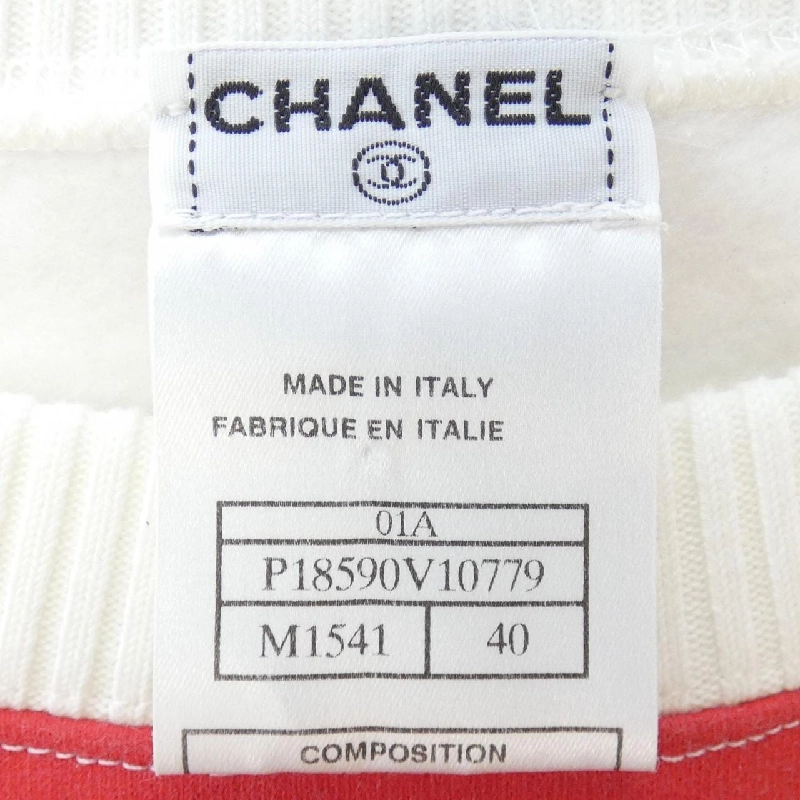 CHANEL
MADE IN ITALY
FABRIQUE EN ITALIE
01A
P18590V10779
M1541 40
COMPOSITION